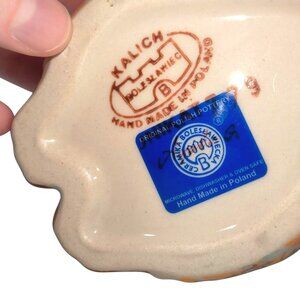 KALICH
BOLESŁAWIEC
B
HAND MADE IN POLAND
ORIGINAL POLISH POTTERY
CERAMIKA BOLESŁAWIECKA
B
MICROWAVE, DISHWASHER & OVEN SAFE
Hand Made in Poland